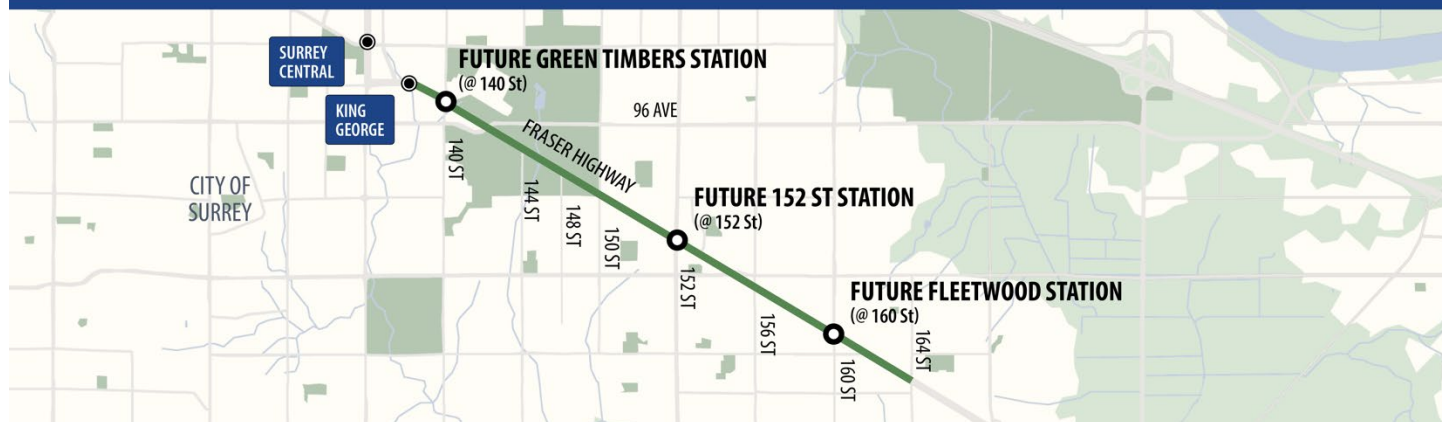 SURREY
CENTRAL
FUTURE GREEN TIMBERS STATION
(@ 140 St)
KING
GEORGE
96 AVE
FRASER HIGHWAY
140 ST
CITY OF
SURREY
144 ST
148 ST
150 ST
FUTURE 152 ST STATION
(@ 152 St)
152 ST
FUTURE FLEETWOOD STATION
(@ 160 St)
156 ST
160 ST
164 ST